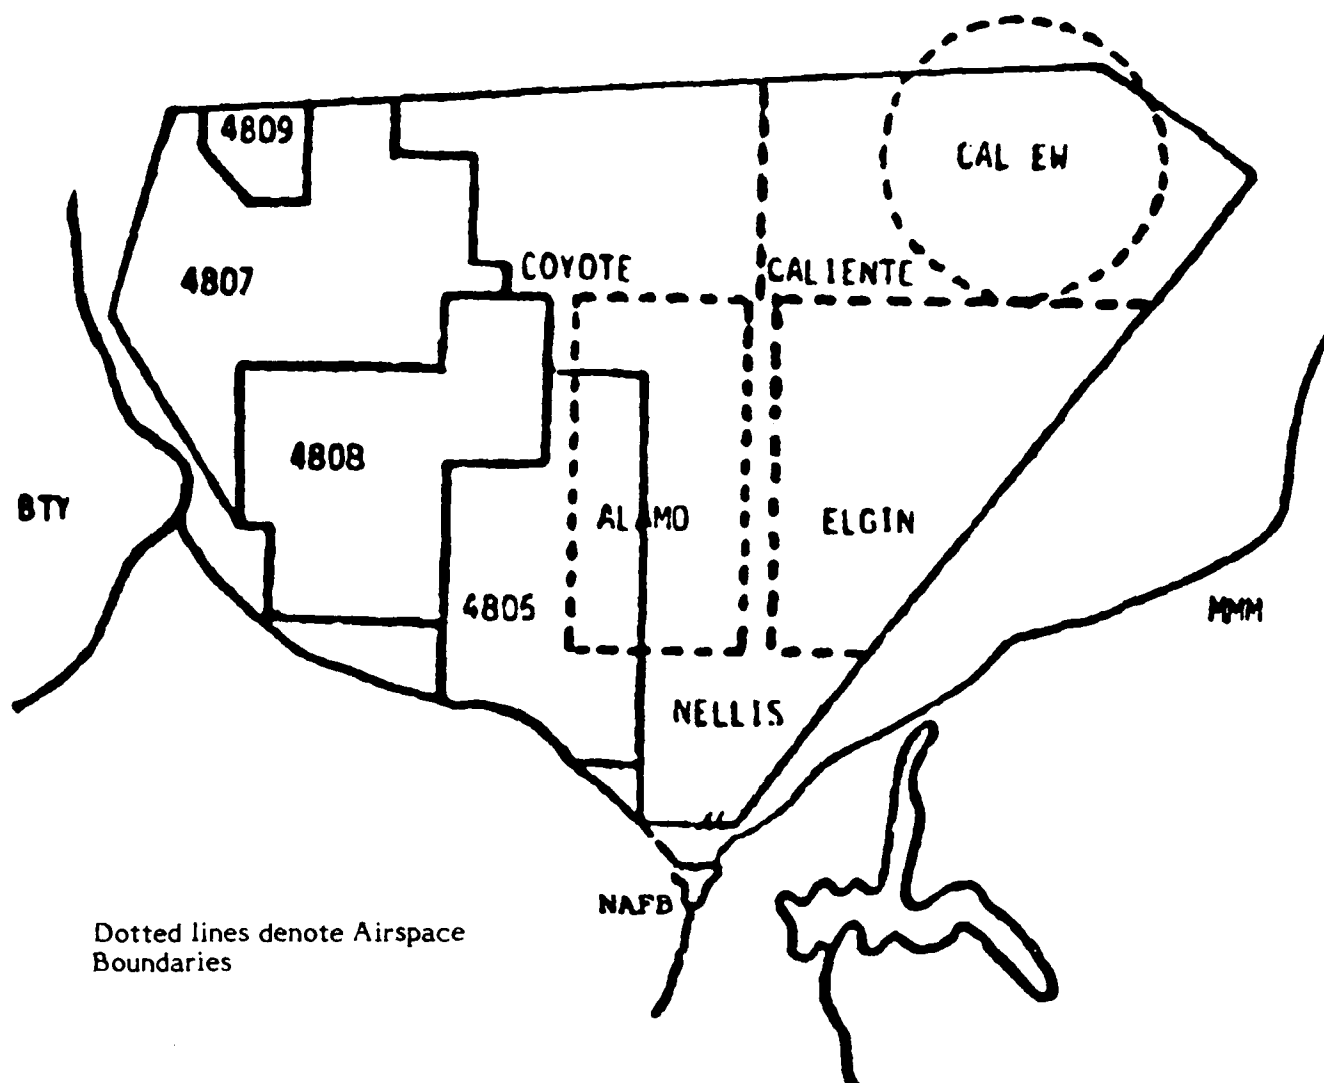 4809
CAL EW
4807
COYOTE
CALIENTE
4808
BTY
ALAMO
ELGIN
4805
MMM
NELLIS
NAFB
Dotted lines denote Airspace
Boundaries